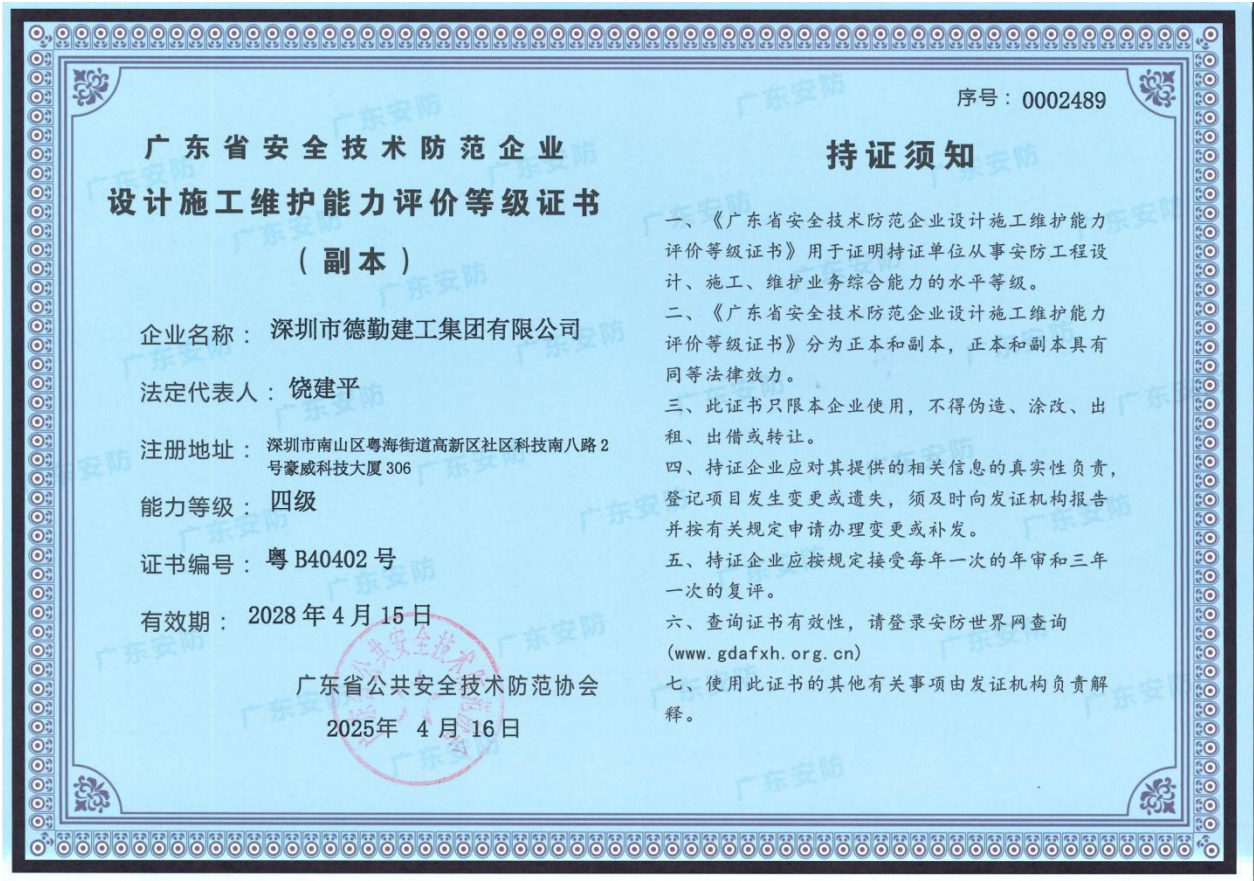 广东省安全技术防范企业
设计施工维护能力评价等级证书
（副本）
企业名称： 深圳市德勤建工集团有限公司
法定代表人： 饶建平
注册地址： 深圳市南山区粤海街道高新区社区科技南八路 2
号豪威科技大厦 306
能力等级： 四级
证书编号： 粤 B40402 号
有效期： 2028 年 4 月 15 日
广东省公共安全技术防范协会
2025年 4 月 16 日
序号： 0002489
持证须知
一、《广东省安全技术防范企业设计施工维护能力
评价等级证书》用于证明持证单位从事安防工程设
计、施工、维护业务综合能力的水平等级。
二、《广东省安全技术防范企业设计施工维护能力
评价等级证书》分为正本和副本，正本和副本具有
同等法律效力。
三、此证书只限本企业使用，不得伪造、涂改、出
租、出借或转让。
四、持证企业应对其提供的相关信息的真实性负责，
登记项目发生变更或遗失，须及时向发证机构报告
并按有关规定申请办理变更或补发。
五、持证企业应按规定接受每年一次的年审和三年
一次的复评。
六、查询证书有效性，请登录安防世界网查询
(www.gdafxh.org.cn)
七、使用此证书的其他有关事项由发证机构负责解
释。
广东安防